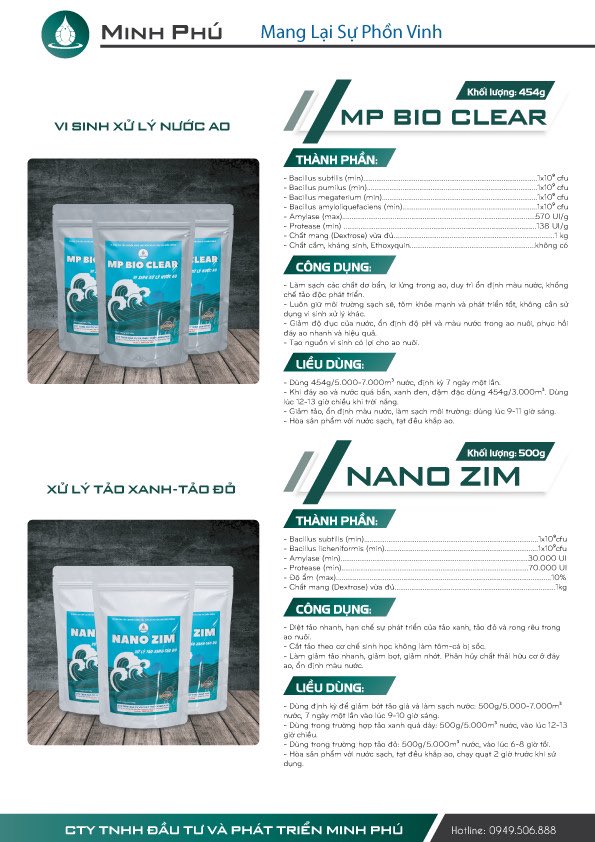 MINH PHÚ
Mang Lại Sự Phồn Vinh
Khối lượng: 454g
MP BIO CLEAR
VI SINH XỬ LÝ NƯỚC AO
MP BIO CLEAR
VI SINH XỬ LÝ NƯỚC AO
THÀNH PHẦN:
- Bacillus subtilis (min)....................1x10⁹ cfu
- Bacillus pumilus (min)....................1x10⁹ cfu
- Bacillus megaterium (min)....................1x10⁹ cfu
- Bacillus amyloliquefaciens (min)....................1x10⁹ cfu
- Amylase (max)....................570 UI/g
- Protease (min) ....................138 UI/g
- Chất mang (Dextrose) vừa đủ....................1 kg
- Chất cấm, kháng sinh, Ethoxyquin....................không có
CÔNG DỤNG:
- Làm sạch các chất dơ bẩn, lơ lửng trong ao, duy trì ổn định màu nước, khống
chế tảo độc phát triển.
- Luôn giữ môi trường sạch sẽ, tôm khỏe mạnh và phát triển tốt, không cần sử
dụng vi sinh xử lý khác.
- Giảm độ đục của nước, ổn định độ pH và màu nước trong ao nuôi, phục hồi
đáy ao nhanh và hiệu quả.
- Tạo nguồn vi sinh có lợi cho ao nuôi.
LIỀU DÙNG:
- Dùng 454g/5.000-7.000m³ nước, định kỳ 7 ngày một lần.
- Khi đáy ao và nước quá bẩn, xanh đen, đậm đặc dùng 454g/3.000m³. Dùng
lúc 12-13 giờ chiều khi trời nắng.
- Giảm tảo, ổn định màu nước, làm sạch môi trường: dùng lúc 9-11 giờ sáng.
- Hòa sản phẩm với nước sạch, tạt đều khắp ao.
Khối lượng: 500g
NANO ZIM
XỬ LÝ TẢO XANH-TẢO ĐỎ
NANO ZIM
XỬ LÝ TẢO XANH-TẢO ĐỎ
THÀNH PHẦN:
- Bacillus subtilis (min)....................1x10⁹cfu
- Bacillus licheniformis (min)....................1x10⁹cfu
- Amylase (min)....................30.000 UI
- Protease (min)....................70.000 UI
- Độ ẩm (max)....................10%
- Chất mang (Dextrose) vừa đủ....................1kg
CÔNG DỤNG:
- Diệt tảo nhanh, hạn chế sự phát triển của tảo xanh, tảo đỏ và rong rêu trong
ao nuôi.
- Cắt tảo theo cơ chế sinh học không làm tôm-cá bị sốc.
- Làm giảm tảo nhanh, giảm bọt, giảm nhớt. Phân hủy chất thải hữu cơ ở đáy
ao, ổn định màu nước.
LIỀU DÙNG:
- Dùng định kỳ để giảm bớt tảo già và làm sạch nước: 500g/5.000-7.000m³
nước, 7 ngày một lần vào lúc 9-10 giờ sáng.
- Dùng trong trường hợp tảo xanh quá dày: 500g/5.000m³ nước, vào lúc 12-13
giờ chiều.
- Dùng trong trường hợp tảo đỏ: 500g/5.000m³ nước, vào lúc 6-8 giờ tối.
- Hòa sản phẩm với nước sạch, tạt đều khắp ao, chạy quạt 2 giờ trước khi sử
dụng.
CTY TNHH ĐẦU TƯ VÀ PHÁT TRIỂN MINH PHÚ
Hotline: 0949.506.888